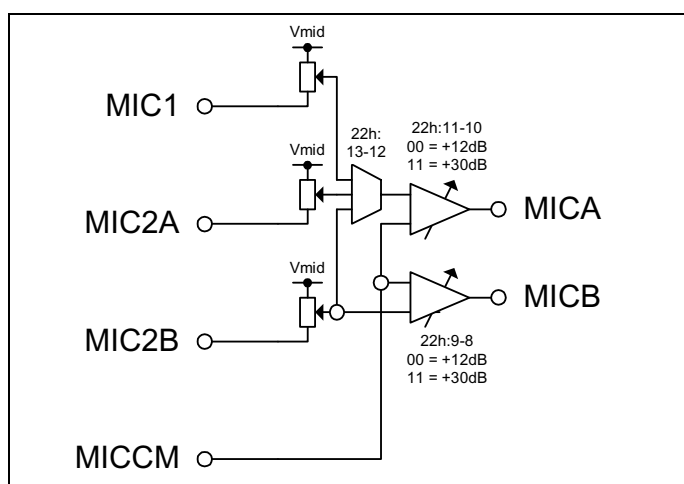 Vmid
MIC1
22h:
13-12
22h:11-10
00 = +12dB
11 = +30dB
Vmid
MIC2A
MICA
Vmid
MIC2B
MICB
22h:9-8
00 = +12dB
11 = +30dB
MICCM